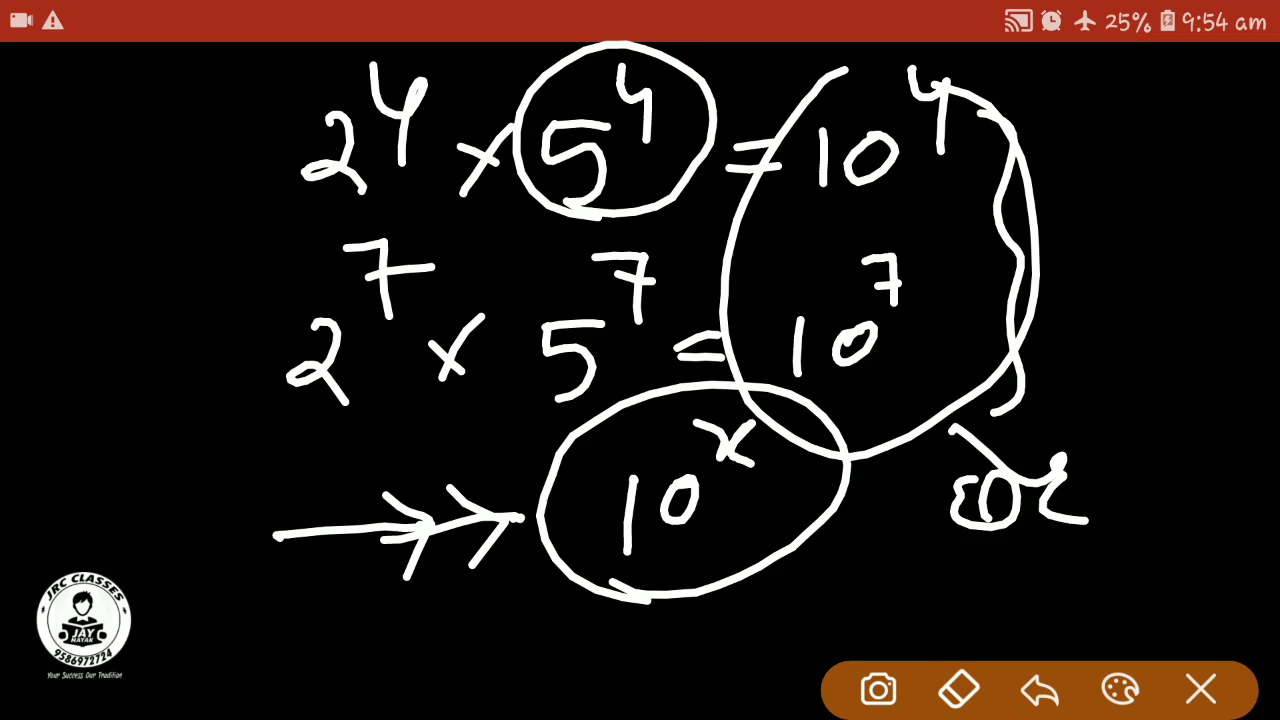 25% 9:54 am
2⁴ × 5⁴ = 10⁴
2⁷ × 5⁷ = 10⁷
10ˣ
JRC CLASSES
JAY
NAYAK
9586972724
Your Success Our Tradition